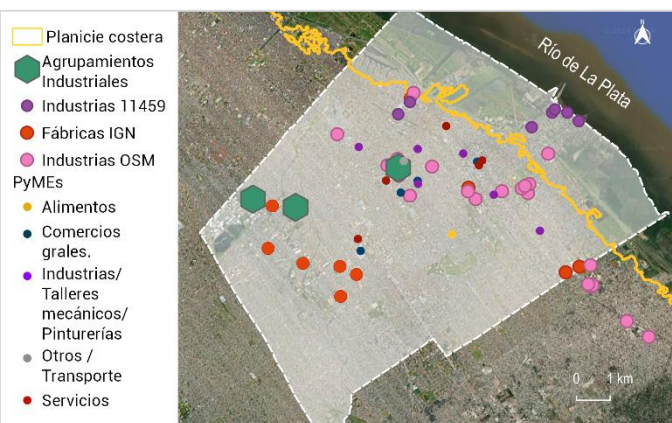 Planicie costera
Agrupamientos
Industriales
Industrias 11459
Fábricas IGN
Industrias OSM
PyMEs
Alimentos
Comercios
grales.
Industrias/
Talleres
mecánicos/
Pinturerías
Otros /
Transporte
Servicios
N
Río de La Plata
0 1 km